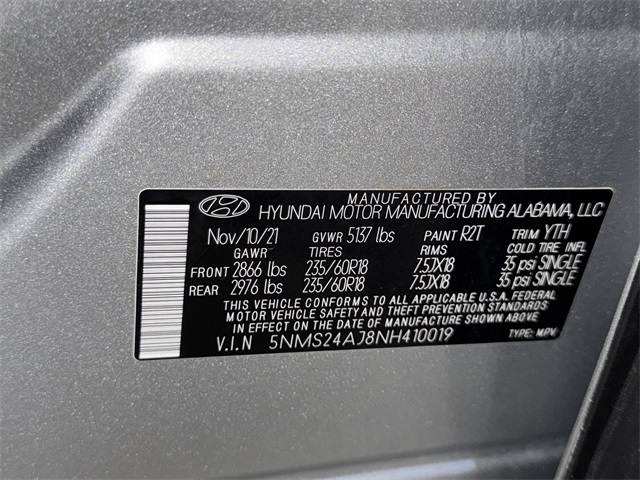 MANUFACTURED BY
HYUNDAI MOTOR MANUFACTURING ALABAMA, LLC
Nov/10/21 GVWR 5137 lbs PAINT R2T TRIM YTH
GAWR TIRES RIMS COLD TIRE INFL
FRONT 2866 lbs 235/60R18 7.5JX18 35 psi SINGLE
REAR 2976 lbs 235/60R18 7.5JX18 35 psi SINGLE
THIS VEHICLE CONFORMS TO ALL APPLICABLE U.S.A. FEDERAL
MOTOR VEHICLE SAFETY AND THEFT PREVENTION STANDARDS
IN EFFECT ON THE DATE OF MANUFACTURE SHOWN ABOVE.
V.I.N 5NMS24AJ8NH410019 TYPE: MPV